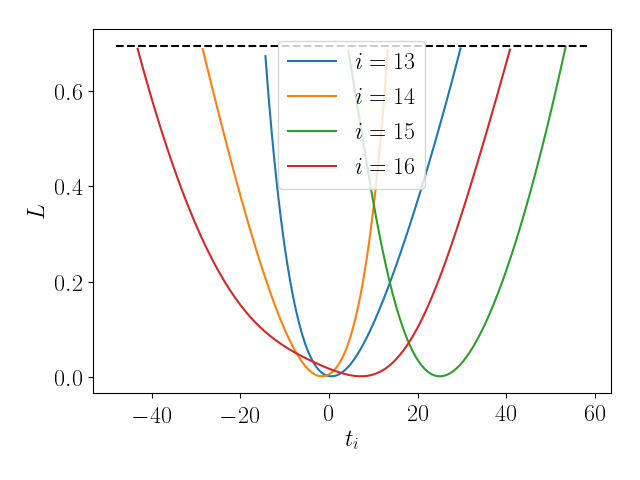 i = 13
i = 14
i = 15
i = 16
L
0.6
0.4
0.2
0.0
−40 −20 0 20 40 60
t_i